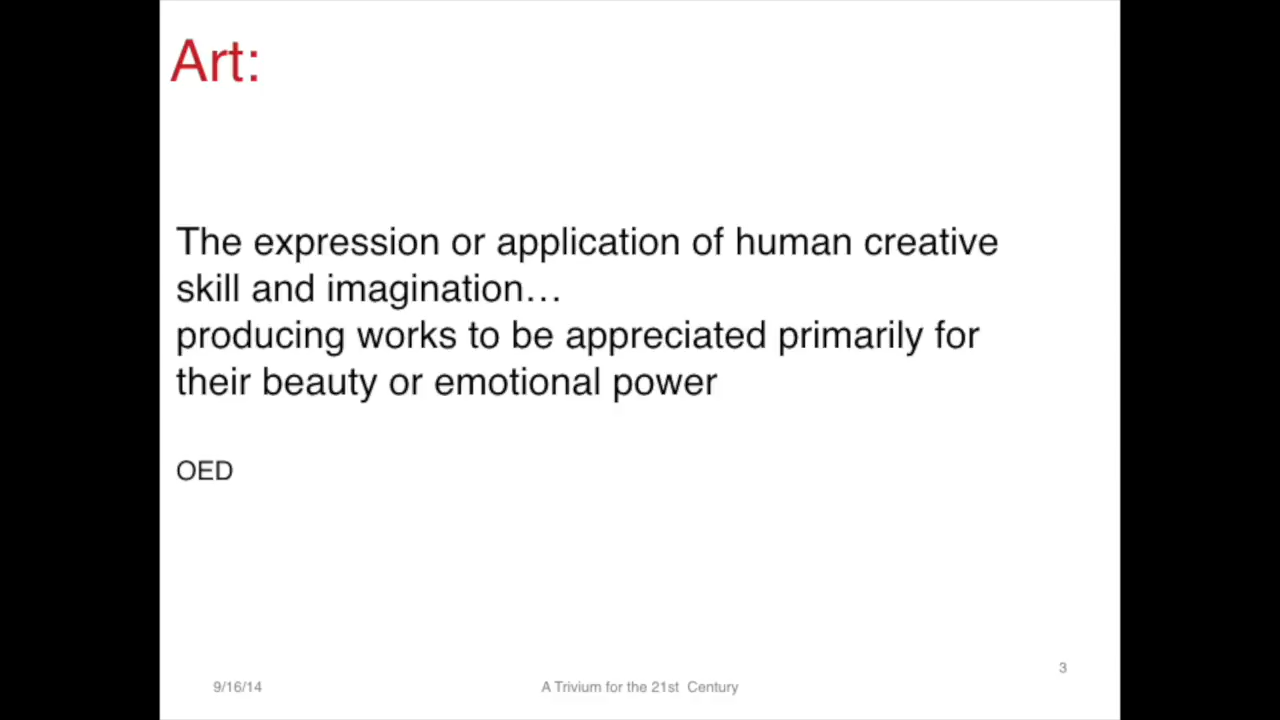 Art:
The expression or application of human creative
skill and imagination…
producing works to be appreciated primarily for
their beauty or emotional power
OED
3
9/16/14
A Trivium for the 21st  Century